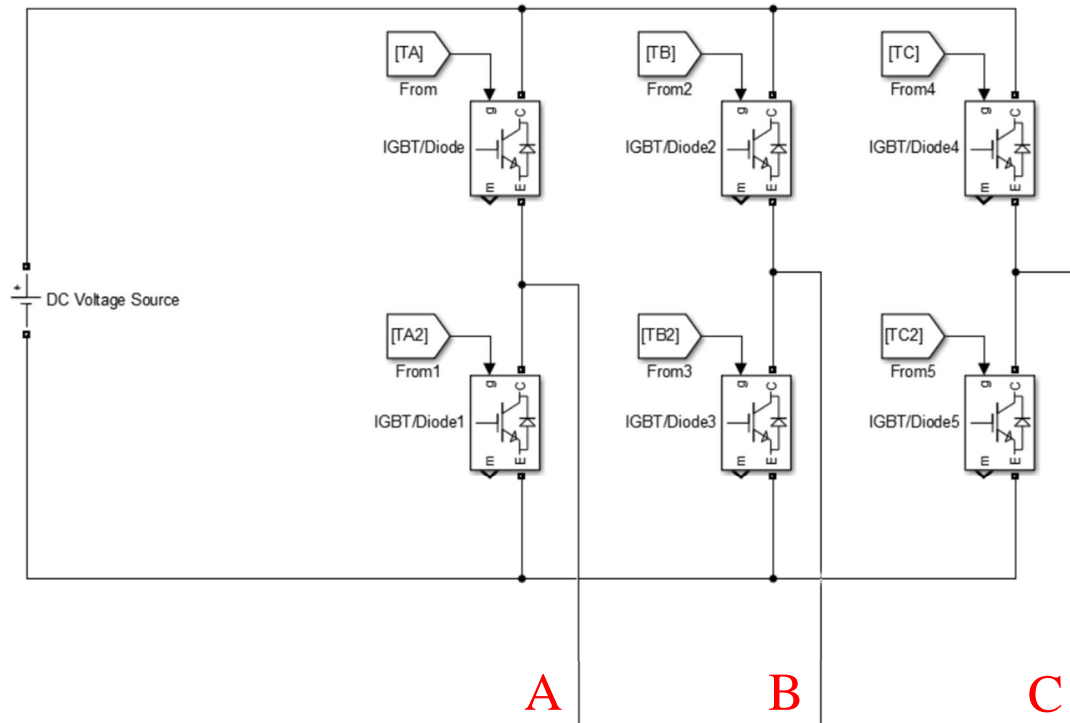 [TA] [TB] [TC]
From From2 From4
g C g C g C
IGBT/Diode IGBT/Diode2 IGBT/Diode4
m E m E m E
+
DC Voltage Source
[TA2] [TB2] [TC2]
From1 From3 From5
g C g C g C
IGBT/Diode1 IGBT/Diode3 IGBT/Diode5
m E m E m E
A B C